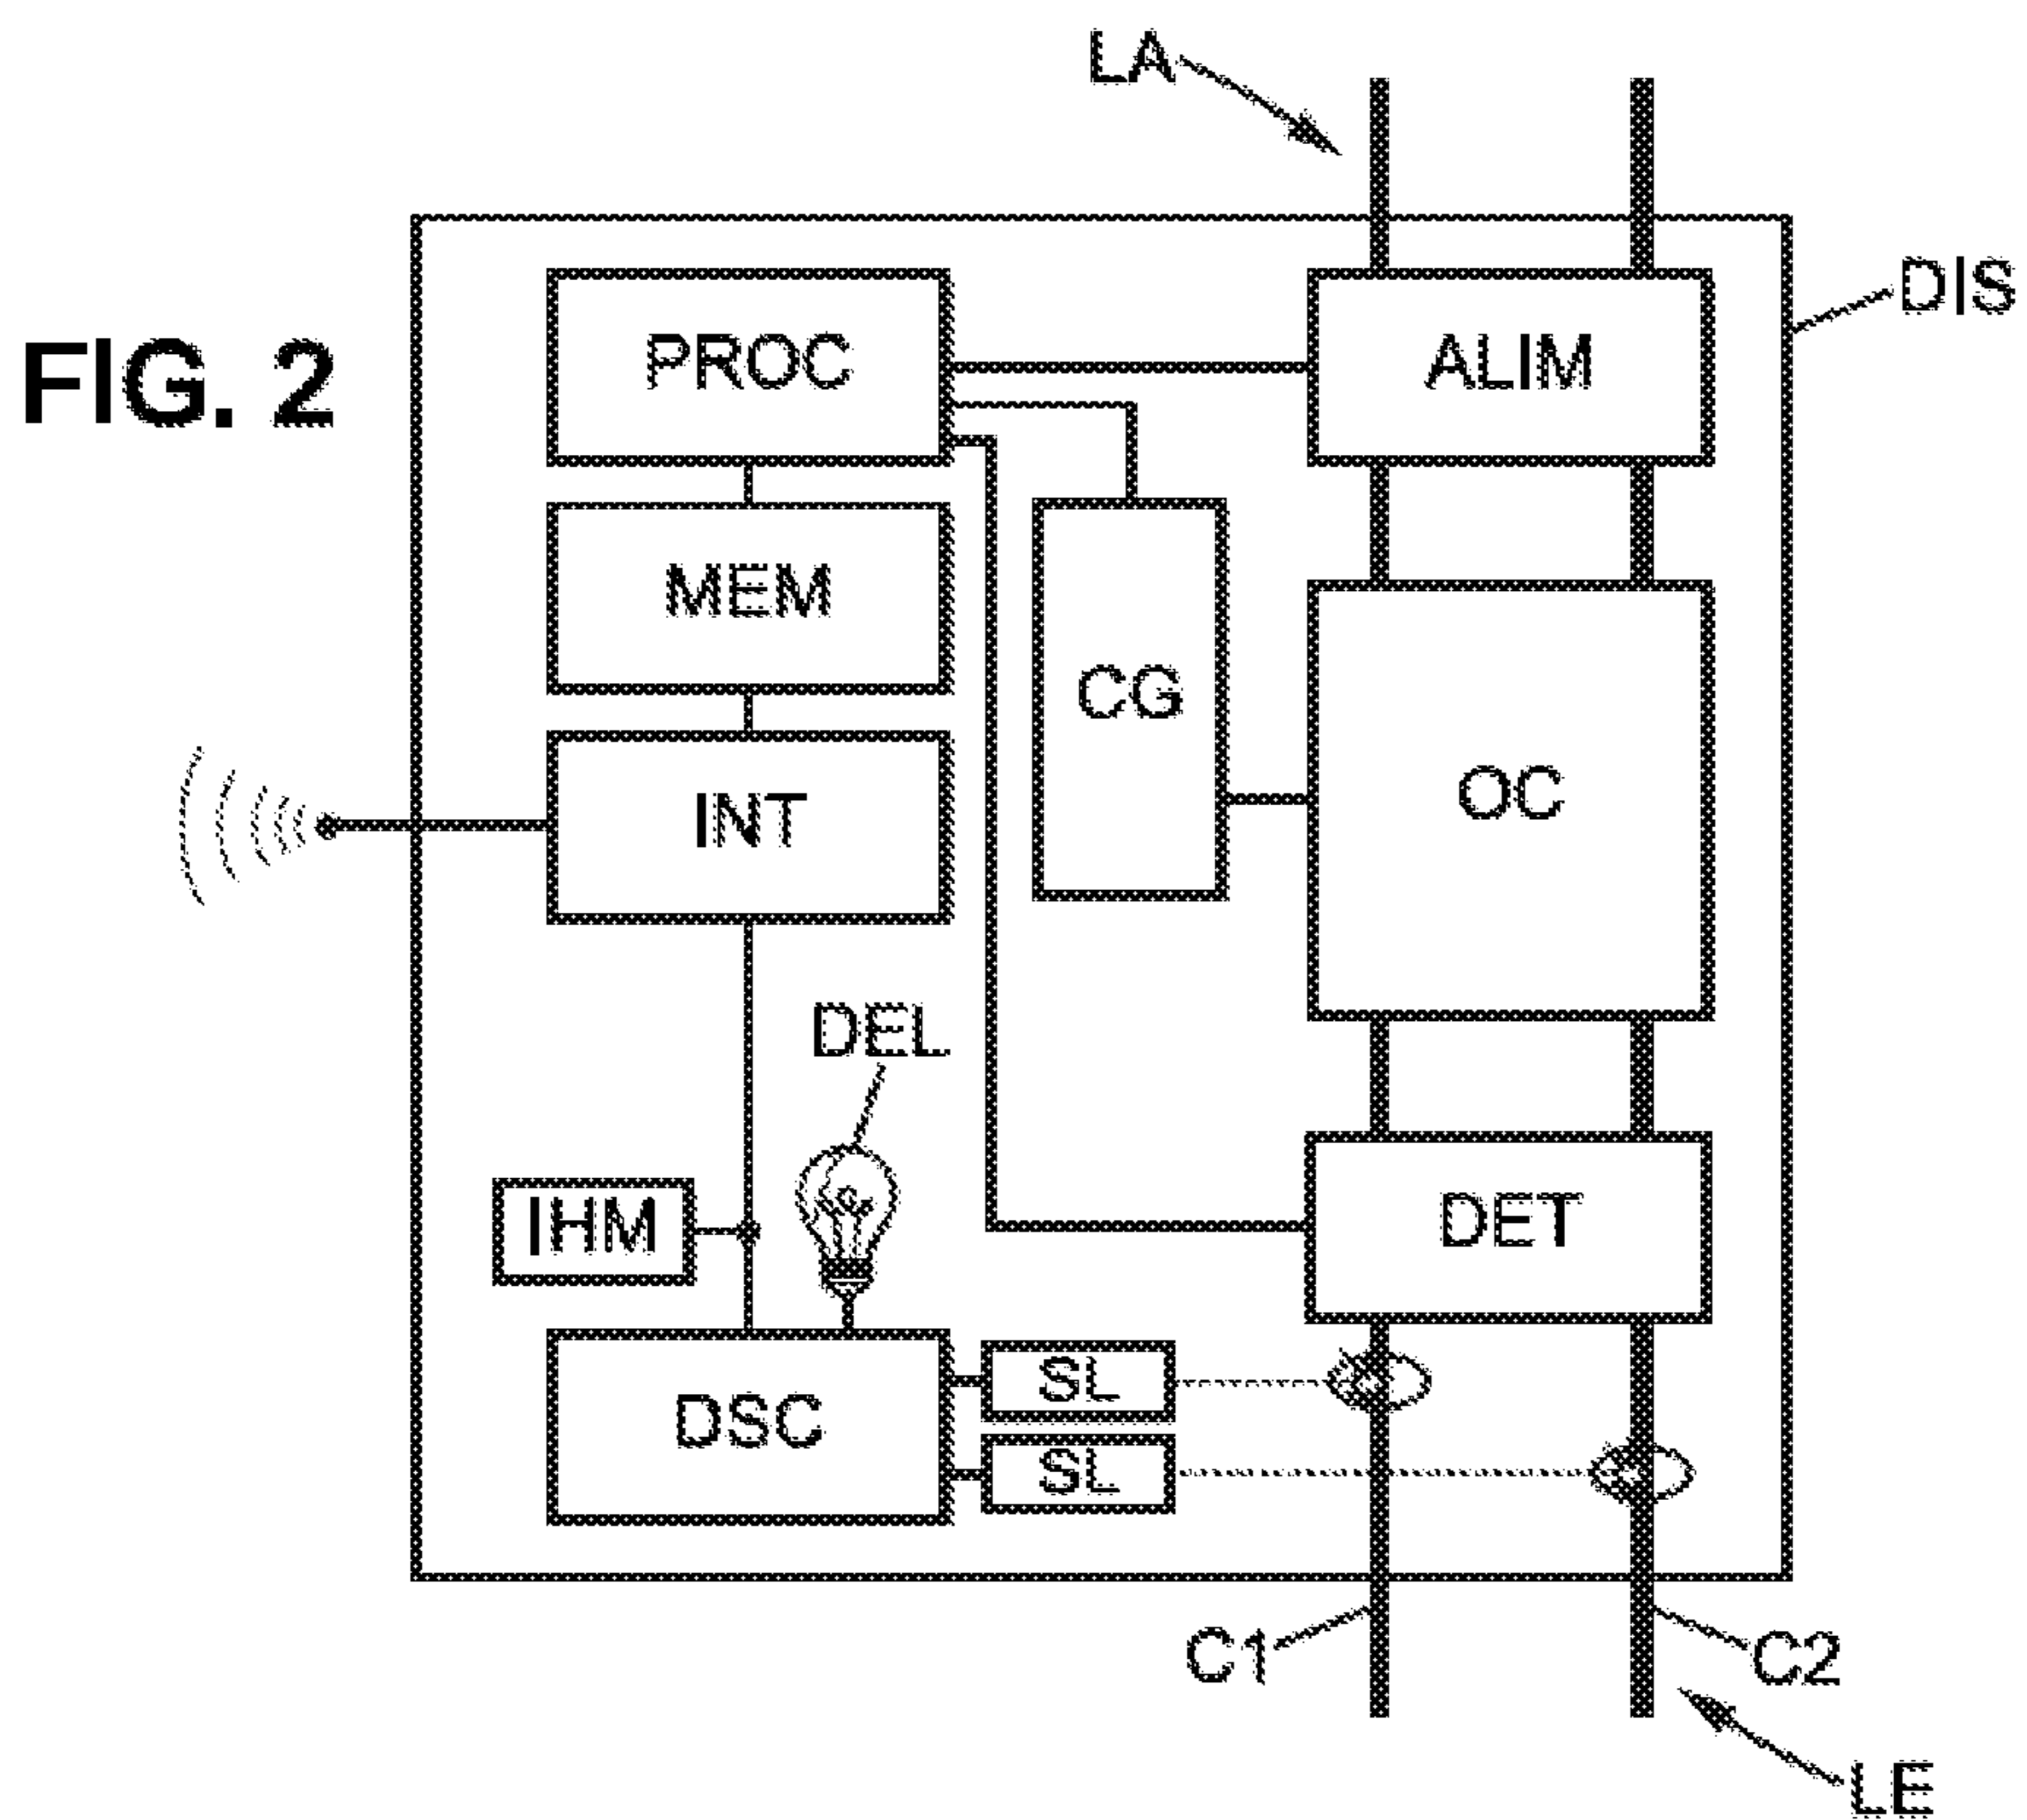 LA
DIS
FIG. 2
PROC
ALIM
MEM
CG
INT
OC
DEL
IHM
DET
DSC
SL
SL
C1
C2
LE